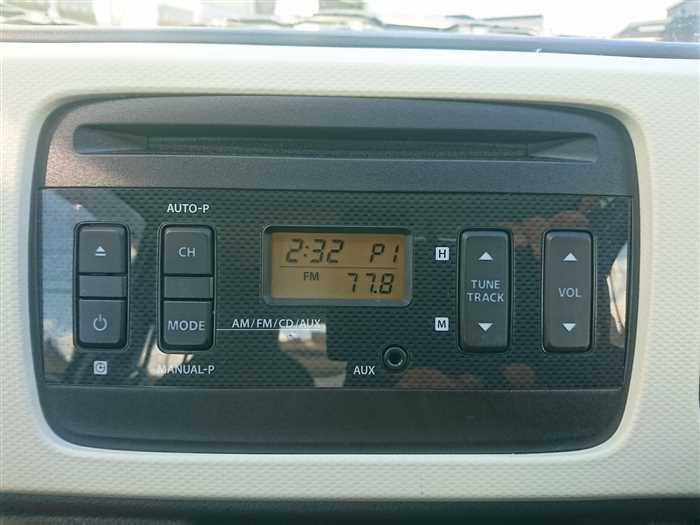 AUTO-P
CH
2:32 P1
FM 77.8
H
TUNE
TRACK
VOL
MODE
AM/FM/CD/AUX
M
C
MANUAL-P
AUX